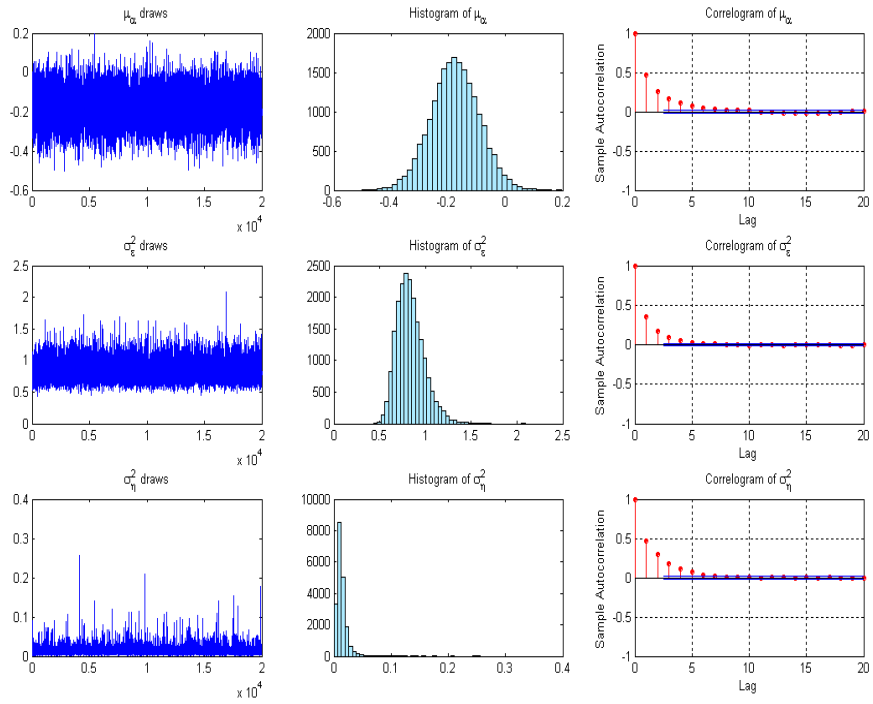 μα draws
0.2
0
-0.2
-0.4
-0.6
0 0.5 1 1.5 2
x 10^4
Histogram of μα
2000
1500
1000
500
0
-0.6 -0.4 -0.2 0 0.2
Correlogram of μα
Sample Autocorrelation
1
0.5
0
-0.5
-1
0 5 10 15 20
Lag
σε² draws
2.5
2
1.5
1
0.5
0
0 0.5 1 1.5 2
x 10^4
Histogram of σε²
2500
2000
1500
1000
500
0
0 0.5 1 1.5 2 2.5
Correlogram of σε²
Sample Autocorrelation
1
0.5
0
-0.5
-1
0 5 10 15 20
Lag
ση² draws
0.4
0.3
0.2
0.1
0
0 0.5 1 1.5 2
x 10^4
Histogram of ση²
10000
8000
6000
4000
2000
0
0 0.1 0.2 0.3 0.4
Correlogram of ση²
Sample Autocorrelation
1
0.5
0
-0.5
-1
0 5 10 15 20
Lag